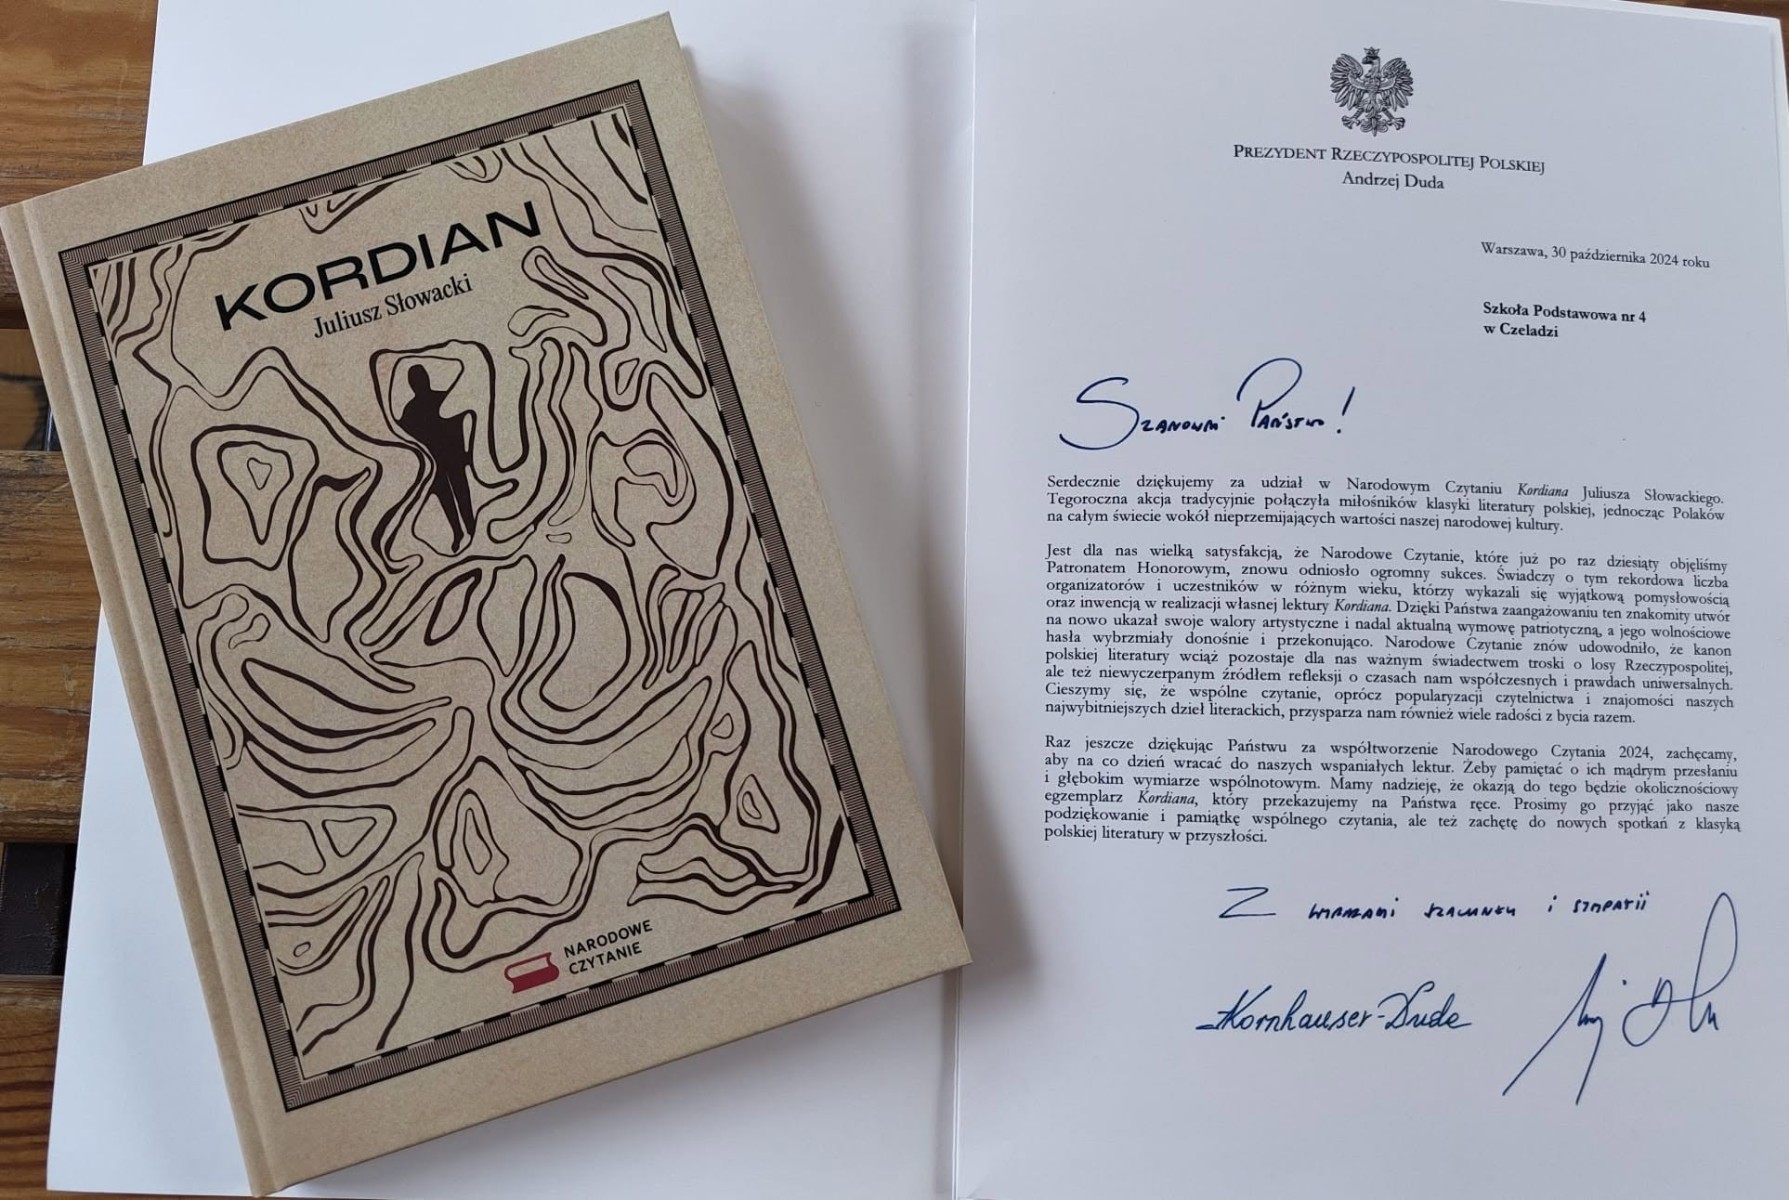 KORDIAN
Juliusz Słowacki
NARODOWE
CZYTANIE
PREZYDENT RZECZYPOSPOLITEJ POLSKIEJ
Andrzej Duda
Warszawa, 30 października 2024 roku
Szkoła Podstawowa nr 4
w Czeladzi
Szanowni Państwo!
Serdecznie dziękujemy za udział w Narodowym Czytaniu Kordiana Juliusza Słowackiego.
Tegoroczna akcja tradycyjnie połączyła miłośników klasyki literatury polskiej, jednocząc Polaków
na całym świecie wokół nieprzemijających wartości naszej narodowej kultury.
Jest dla nas wielką satysfakcją, że Narodowe Czytanie, które już po raz dziesiąty objęliśmy
Patronatem Honorowym, znowu odniosło ogromny sukces. Świadczy o tym rekordowa liczba
organizatorów i uczestników w różnym wieku, którzy wykazali się wyjątkową pomysłowością
oraz inwencją w realizacji własnej lektury Kordiana. Dzięki Państwa zaangażowaniu ten znakomity utwór
na nowo ukazał swoje walory artystyczne i nadal aktualną wymowę patriotyczną, a jego wolnościowe
hasła wybrzmiały donośnie i przekonująco. Narodowe Czytanie znów udowodniło, że kanon
polskiej literatury wciąż pozostaje dla nas ważnym świadectwem troski o losy Rzeczypospolitej,
ale też niewyczerpanym źródłem refleksji o czasach nam współczesnych i prawdach uniwersalnych.
Cieszymy się, że wspólne czytanie, oprócz popularyzacji czytelnictwa i znajomości naszych
najwybitniejszych dzieł literackich, przysparza nam również wiele radości z bycia razem.
Raz jeszcze dziękując Państwu za współtworzenie Narodowego Czytania 2024, zachęcamy,
aby na co dzień wracać do naszych wspaniałych lektur. Żeby pamiętać o ich mądrym przesłaniu
i głębokim wymiarze wspólnotowym. Mamy nadzieję, że okazją do tego będzie okolicznościowy
egzemplarz Kordiana, który przekazujemy na Państwa ręce. Prosimy go przyjąć jako nasze
podziękowanie i pamiątkę wspólnego czytania, ale też zachętę do nowych spotkań z klasyką
polskiej literatury w przyszłości.
Z wyrazami szacunku i sympatii
Kornhauser-Duda